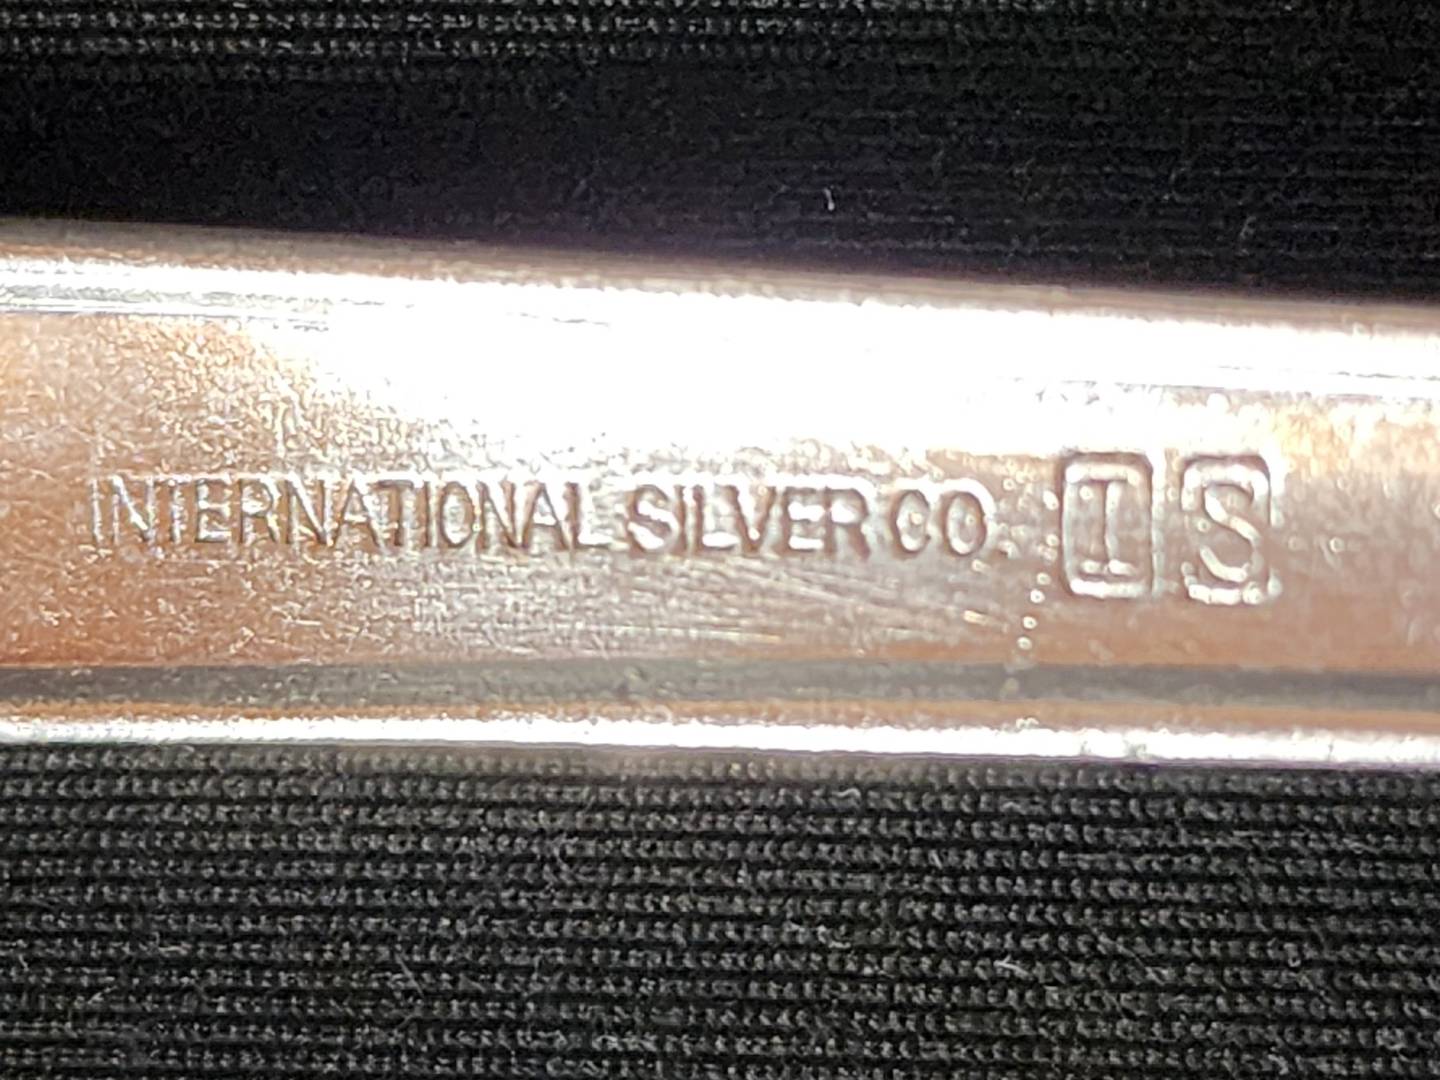 INTERNATIONAL SILVER CO. I S